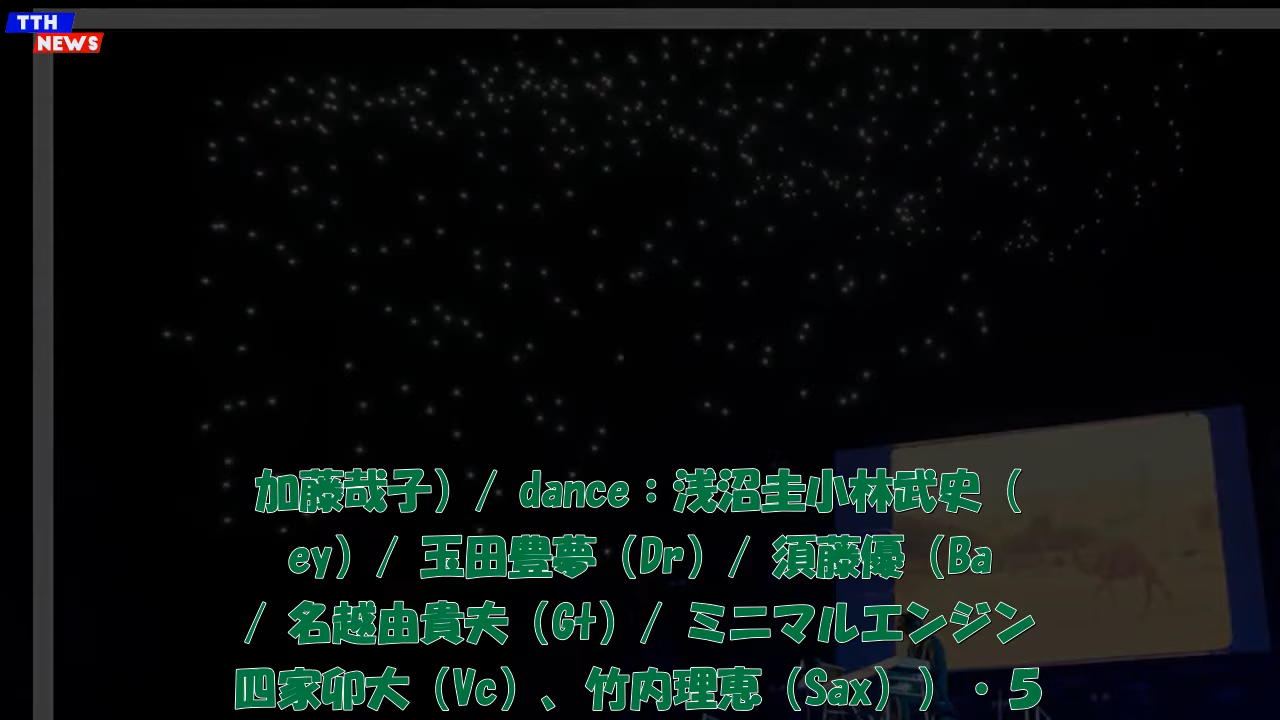 TTH
NEWS
加藤哉子）/ dance：浅沼圭小林武史（
ey）/ 玉田豊夢（Dr）/ 須藤優（Ba
/ 名越由貴夫（Gt）/ ミニマルエンジン
四家卯大（Vc）、竹内理恵（Sax））・5